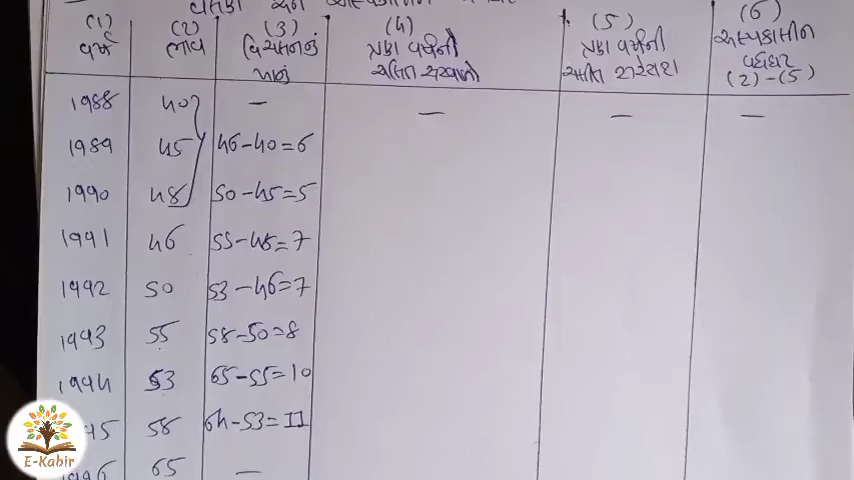 (1) (2) (3) (4) (5) (6)
વર્ષ ભાવ વિચલનનું ત્રણ વર્ષની ત્રણ વર્ષની અલ્પકાલીન
ચલિત સરવાળો ચલિત સરેરાશ વધઘટ
(2) - (5)
1988 40 — — — —
1989 45 46-40=6
1990 48 50-45=5
1991 46 55-48=7
1992 50 53-46=7
1993 55 58-50=8
1994 53 65-55=10
58 64-53=11
1996 65 —
E-Kabir